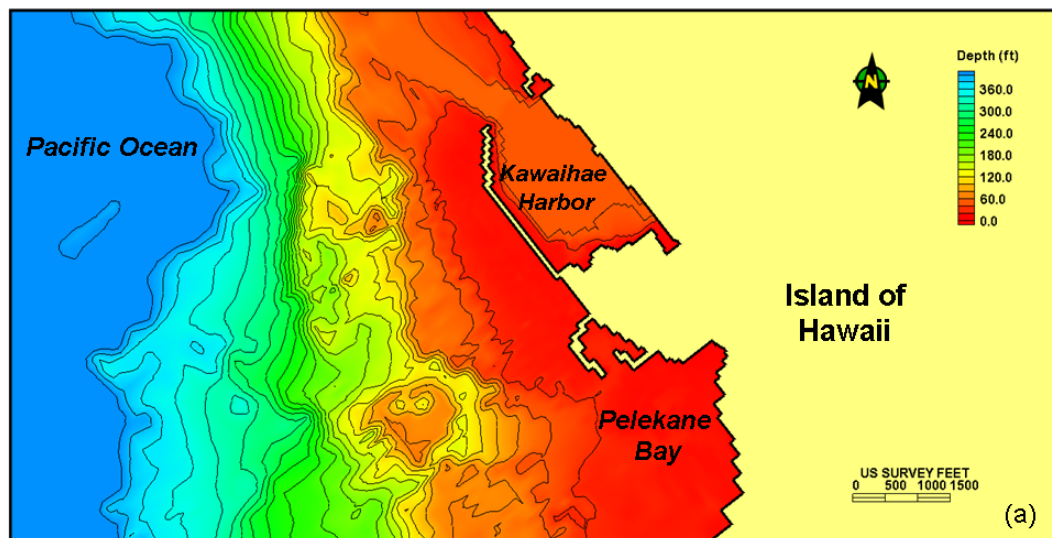 Pacific Ocean
Kawaihae
Harbor
N
Depth (ft)
360.0
300.0
240.0
180.0
120.0
60.0
0.0
Island of
Hawaii
Pelekane
Bay
US SURVEY FEET
0 500 1000 1500
(a)